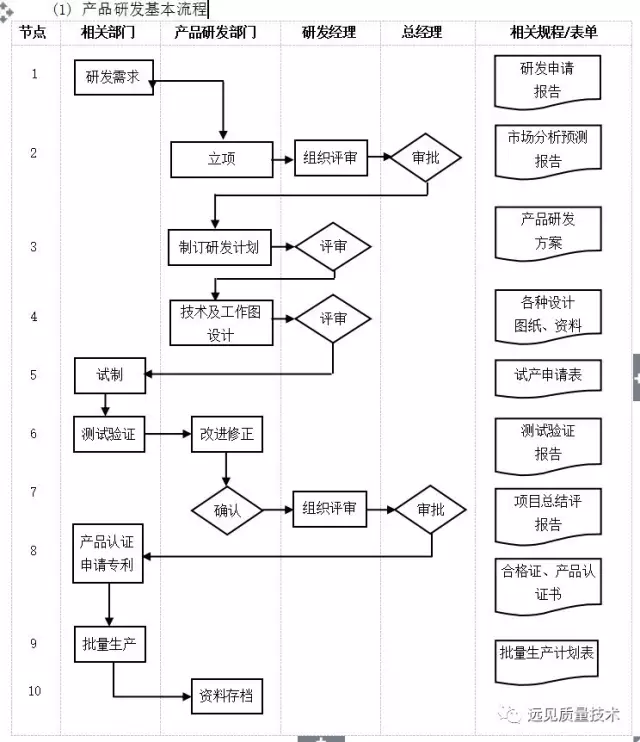 (1) 产品研发基本流程
节点 相关部门 产品研发部门 研发经理 总经理 相关规程/表单
1 研发需求 研发申请
报告
2 立项 组织评审 审批 市场分析预测
报告
3 制订研发计划 评审 产品研发
方案
4 技术及工作图
设计 评审 各种设计
图纸、资料
5 试制 试产申请表
6 测试验证 改进修正 测试验证
报告
7 确认 组织评审 审批 项目总结评
报告
8 产品认证
申请专利 合格证、产品认
证书
9 批量生产 批量生产计划表
10 资料存档
远见质量技术